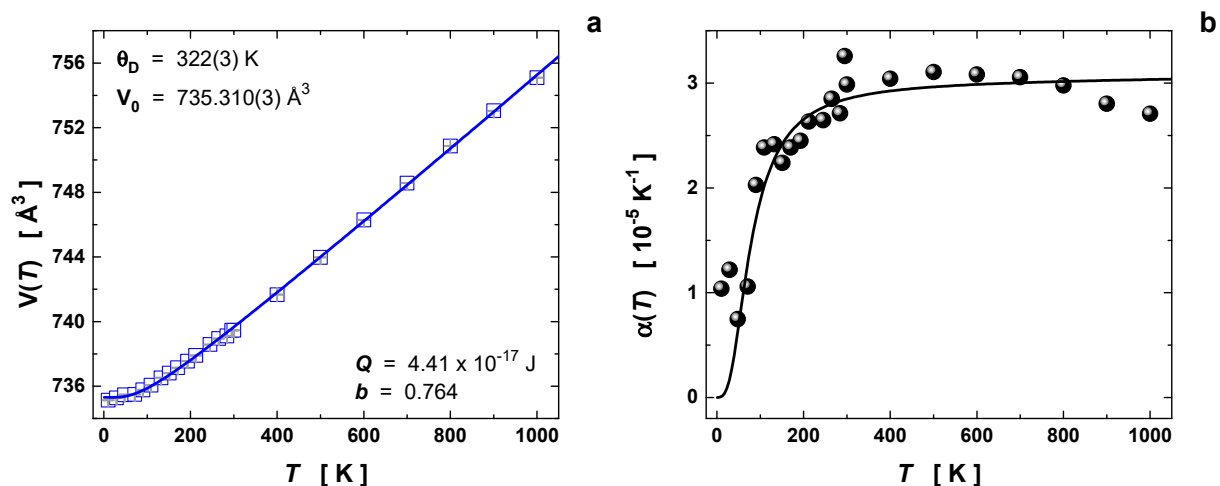 a
θD = 322(3) K
V0 = 735.310(3) Å³
Q = 4.41 x 10⁻¹⁷ J
b = 0.764
V(T) [ Å³]
756
752
748
744
740
736
0 200 400 600 800 1000
T [ K ]
b
α(T) [ 10⁻⁵ K⁻¹]
3
2
1
0
0 200 400 600 800 1000
T [ K ]